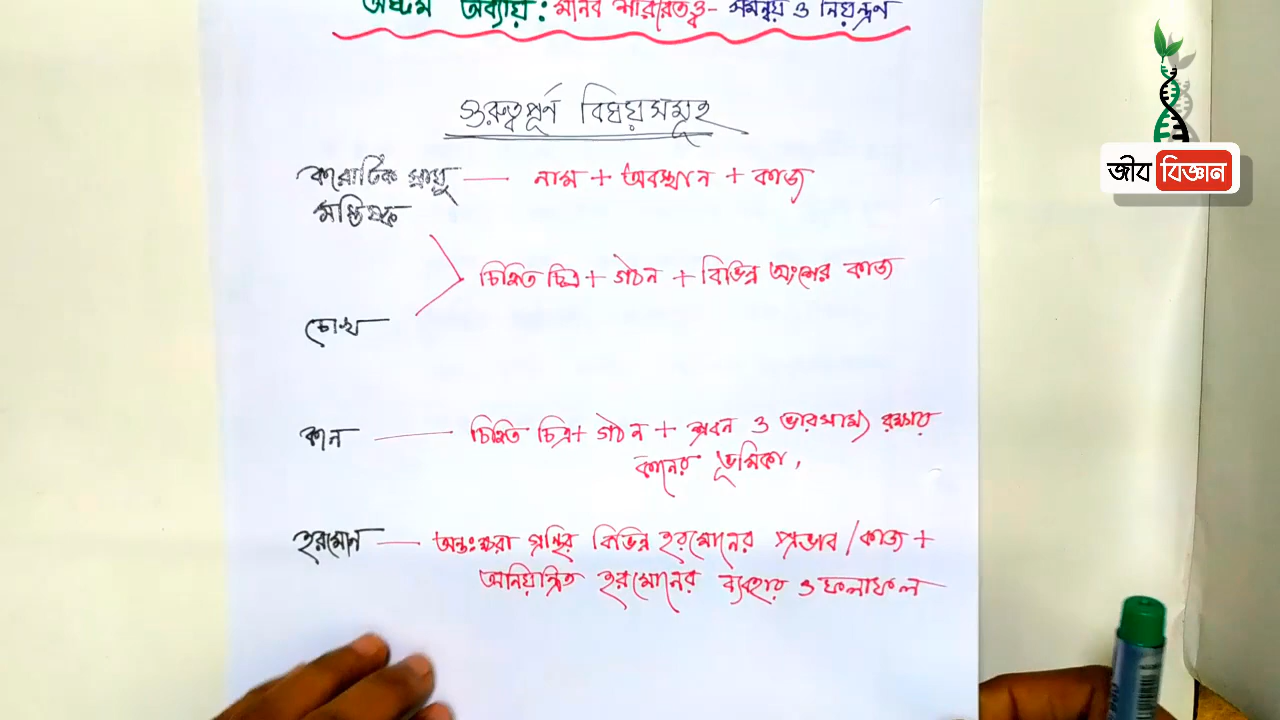 অষ্টম অধ্যায় : মানব শারীরতত্ত্ব - সমন্বয় ও নিয়ন্ত্রণ
গুরুত্বপূর্ন বিষয়সমূহ
জীব বিজ্ঞান
করোটিক স্নায়ু — নাম + অবস্থান + কাজ
মস্তিষ্ক
চিহ্নিত চিত্র + গঠন + বিভিন্ন অংশের কাজ
চোখ
কান — চিহ্নিত চিত্র + গঠন + শ্রবন ও ভারসাম্য রক্ষায়
কানের ভূমিকা,
হরমোন — অন্তঃক্ষরা গ্রন্থির বিভিন্ন হরমোনের প্রভাব / কাজ +
অনিয়ন্ত্রিত হরমোনের ব্যবহার ও ফলাফল